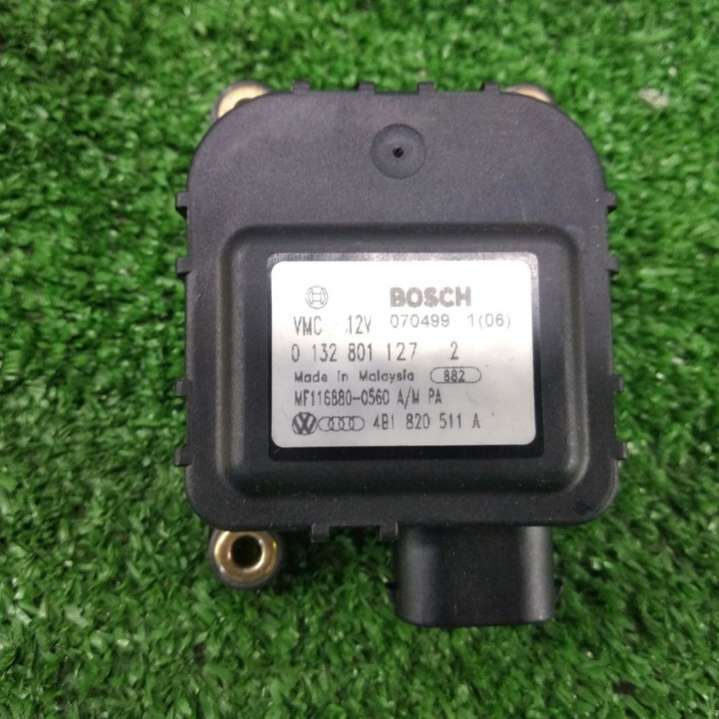 BOSCH
VMC 12V 070499 1(06)
0 132 801 127 2
Made in Malaysia 882
MF116880-0560 A/M PA
4B1 820 511 A